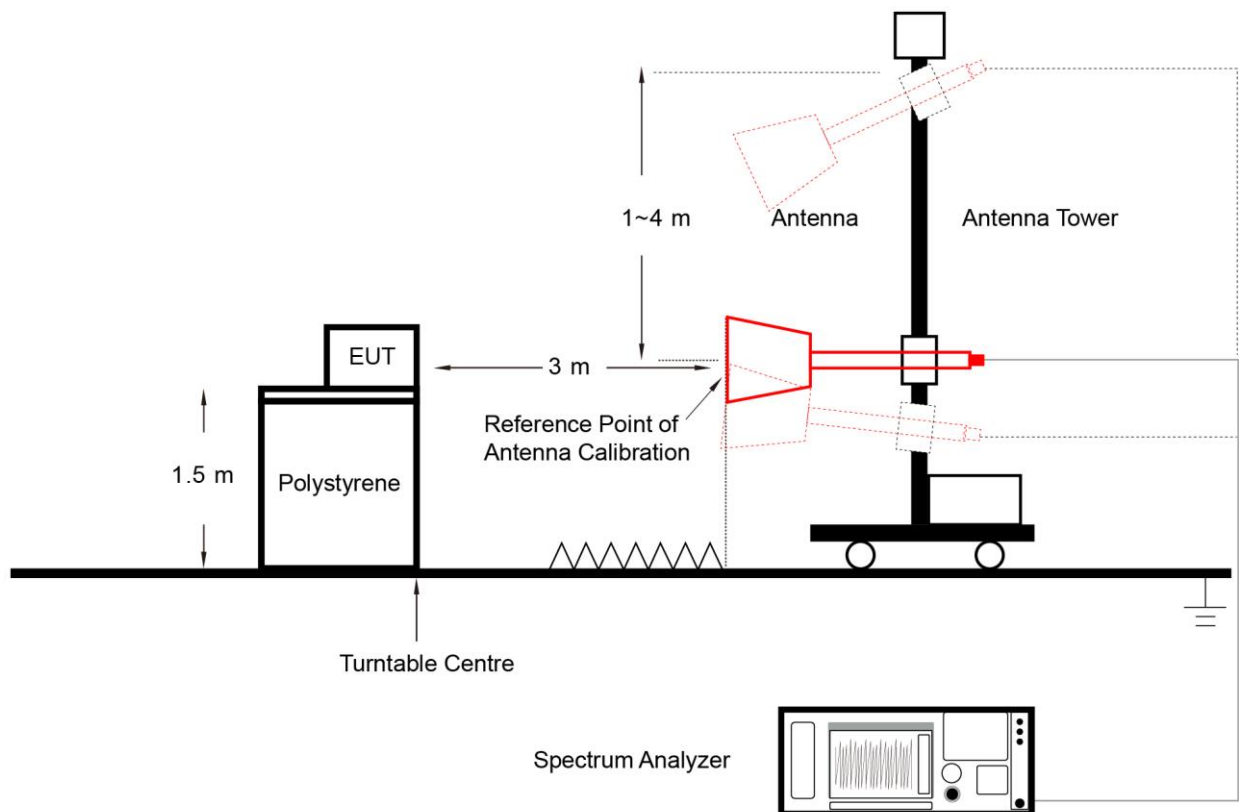 1~4 m
Antenna
Antenna Tower
EUT
3 m
Reference Point of
Antenna Calibration
1.5 m
Polystyrene
Turntable Centre
Spectrum Analyzer